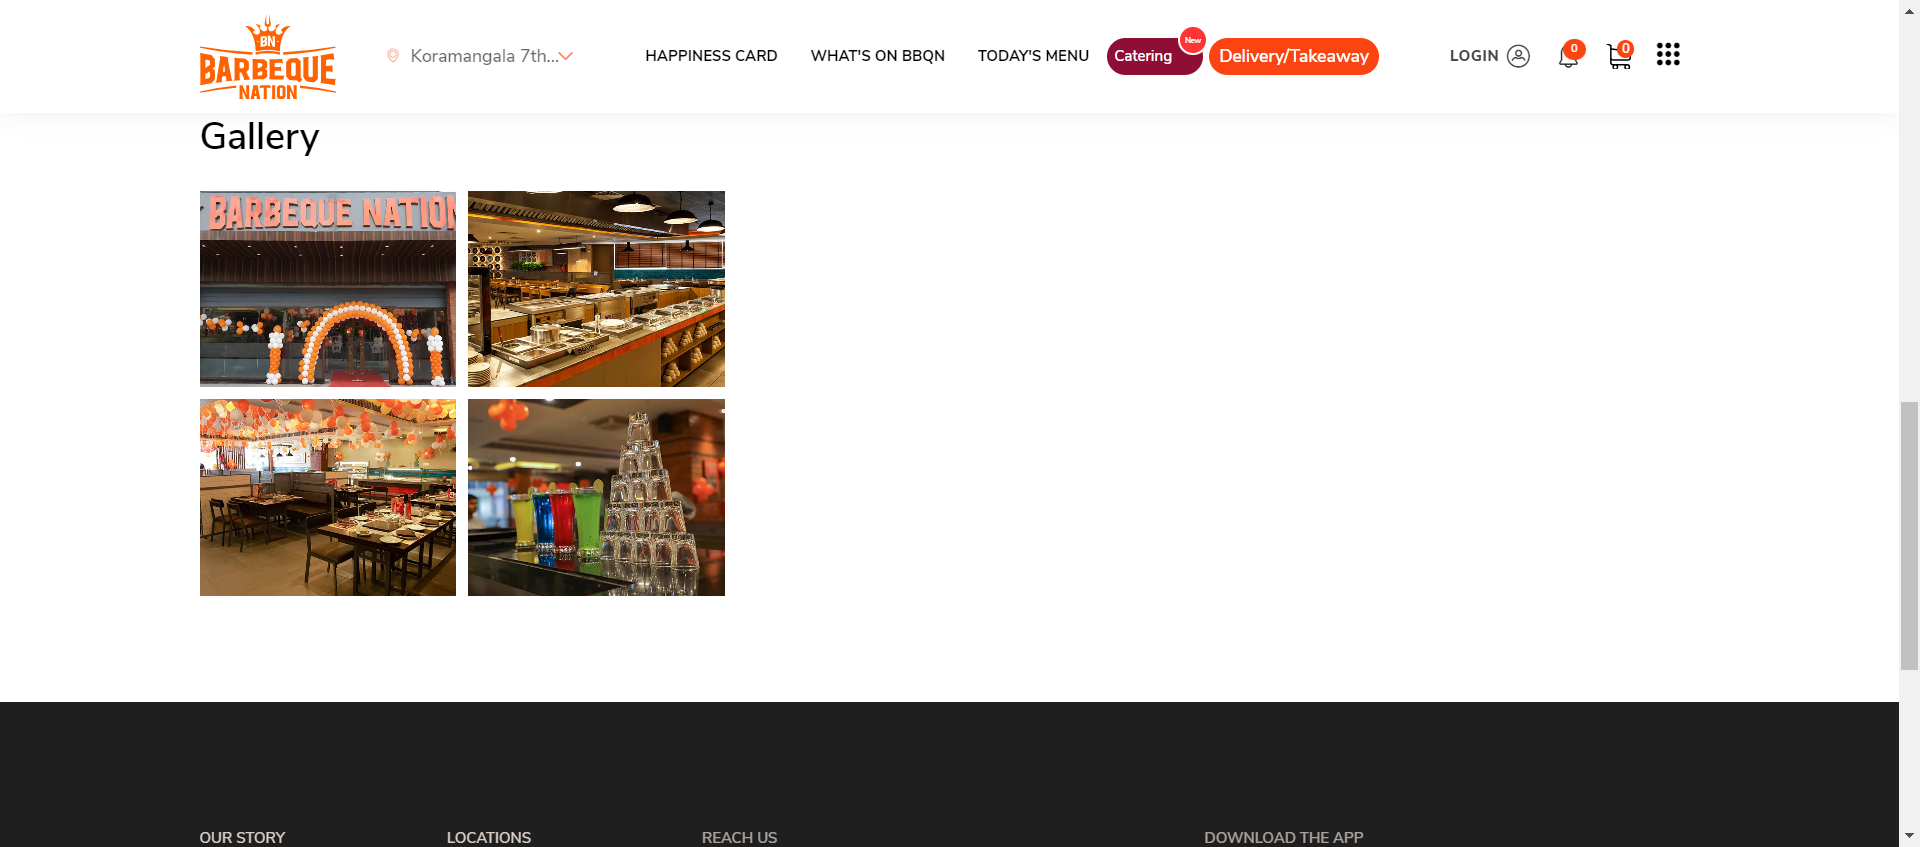 BN
BARBEQUE
NATION
Koramangala 7th...
HAPPINESS CARD
WHAT'S ON BBQN
TODAY'S MENU
Catering
New
Delivery/Takeaway
LOGIN
0
0
Gallery
BARBEQUE NATION
OUR STORY
LOCATIONS
REACH US
DOWNLOAD THE APP